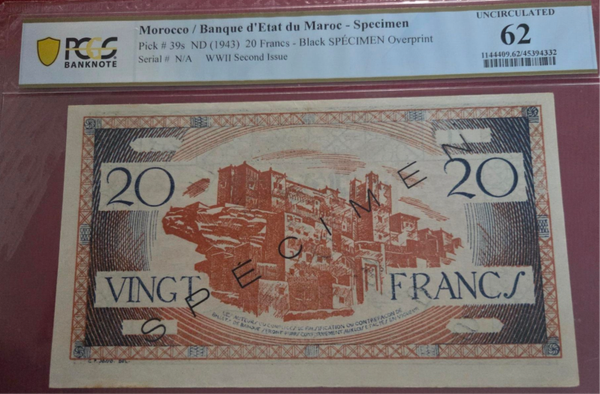 PCGS
BANKNOTE
Morocco / Banque d'Etat du Maroc - Specimen
Pick # 39s ND (1943) 20 Francs - Black SPÉCIMEN Overprint
Serial # N/A WWII Second Issue
UNCIRCULATED
62
1144409.62/45394332
20 20
SPECIMEN
VINGT FRANCS